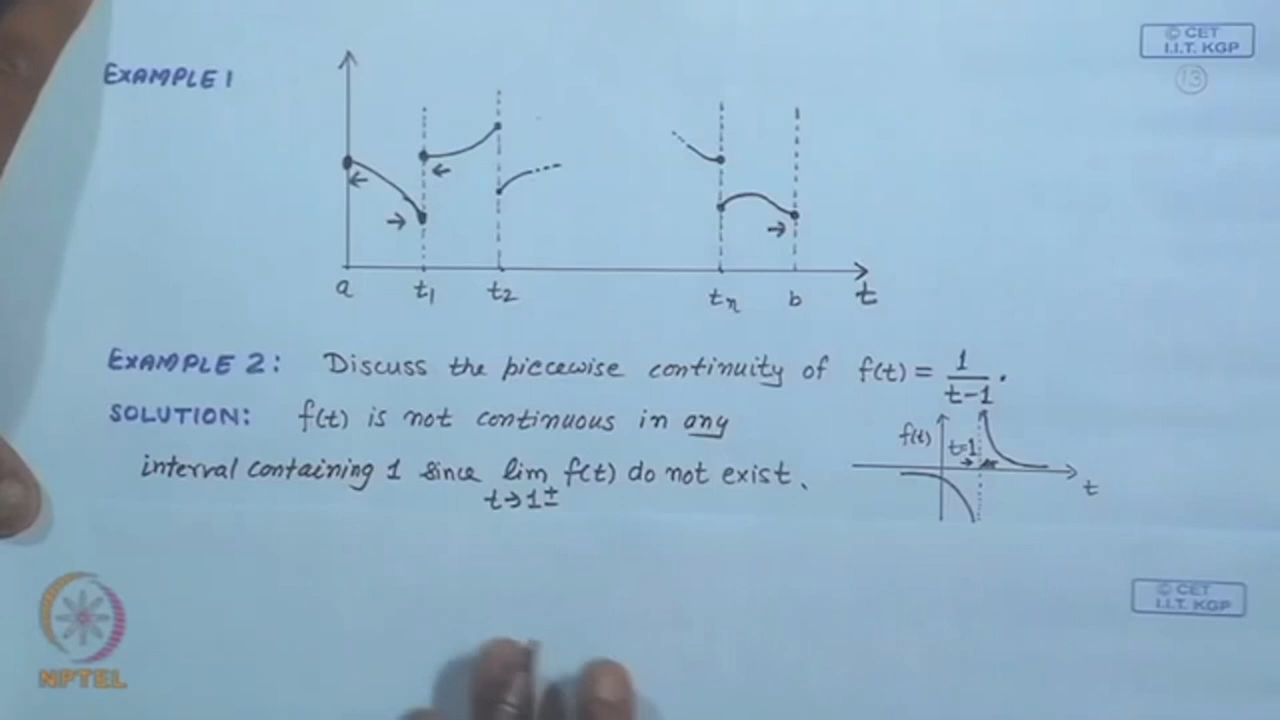 © CET
I.I.T. KGP
13
EXAMPLE 1
a t₁ t₂ tₙ b t
EXAMPLE 2: Discuss the piecewise continuity of f(t) = 1/(t-1) .
SOLUTION: f(t) is not continuous in any
interval containing 1 since lim f(t) do not exist.
t→1±
f(t) t=1
t
© CET
I.I.T. KGP
NPTEL